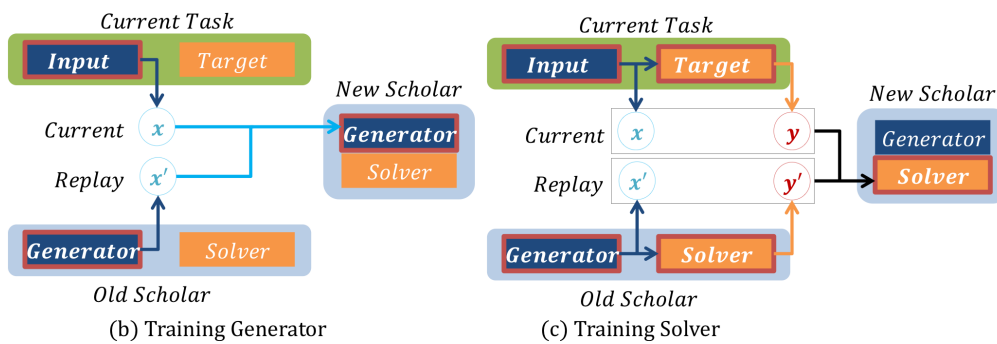 Current Task
Input
Target
New Scholar
Current
x
Generator
Solver
Replay
x'
Generator
Solver
Old Scholar
(b) Training Generator
Current Task
Input
Target
New Scholar
Current
x
y
Generator
Solver
Replay
x'
y'
Generator
Solver
Old Scholar
(c) Training Solver